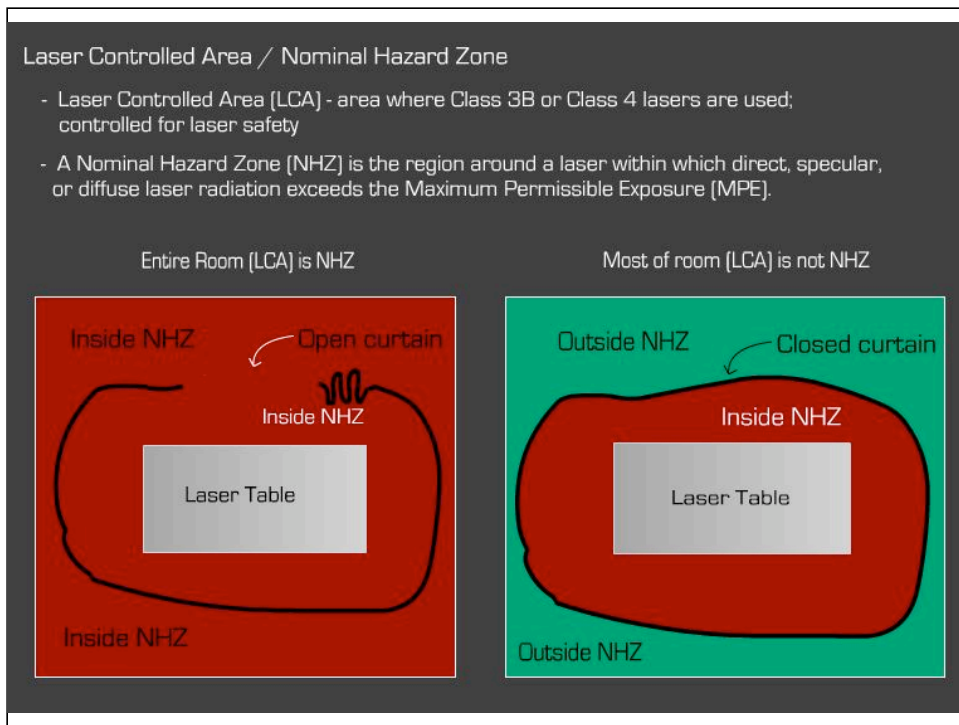 Laser Controlled Area / Nominal Hazard Zone
- Laser Controlled Area (LCA) - area where Class 3B or Class 4 lasers are used;
controlled for laser safety
- A Nominal Hazard Zone (NHZ) is the region around a laser within which direct, specular,
or diffuse laser radiation exceeds the Maximum Permissible Exposure (MPE).
Entire Room (LCA) is NHZ
Inside NHZ
Open curtain
Inside NHZ
Laser Table
Inside NHZ
Most of room (LCA) is not NHZ
Outside NHZ
Closed curtain
Inside NHZ
Laser Table
Outside NHZ